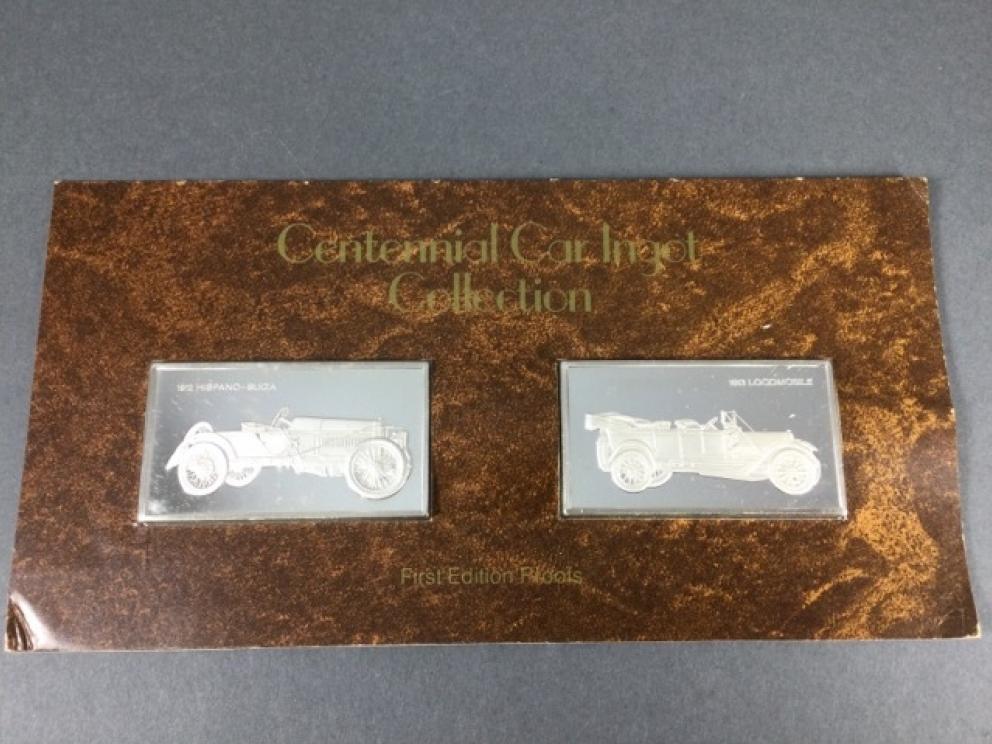 Centennial Car Ingot
Collection
1912 HISPANO-SUIZA
1913 LOCOMOBILE
First Edition Proofs